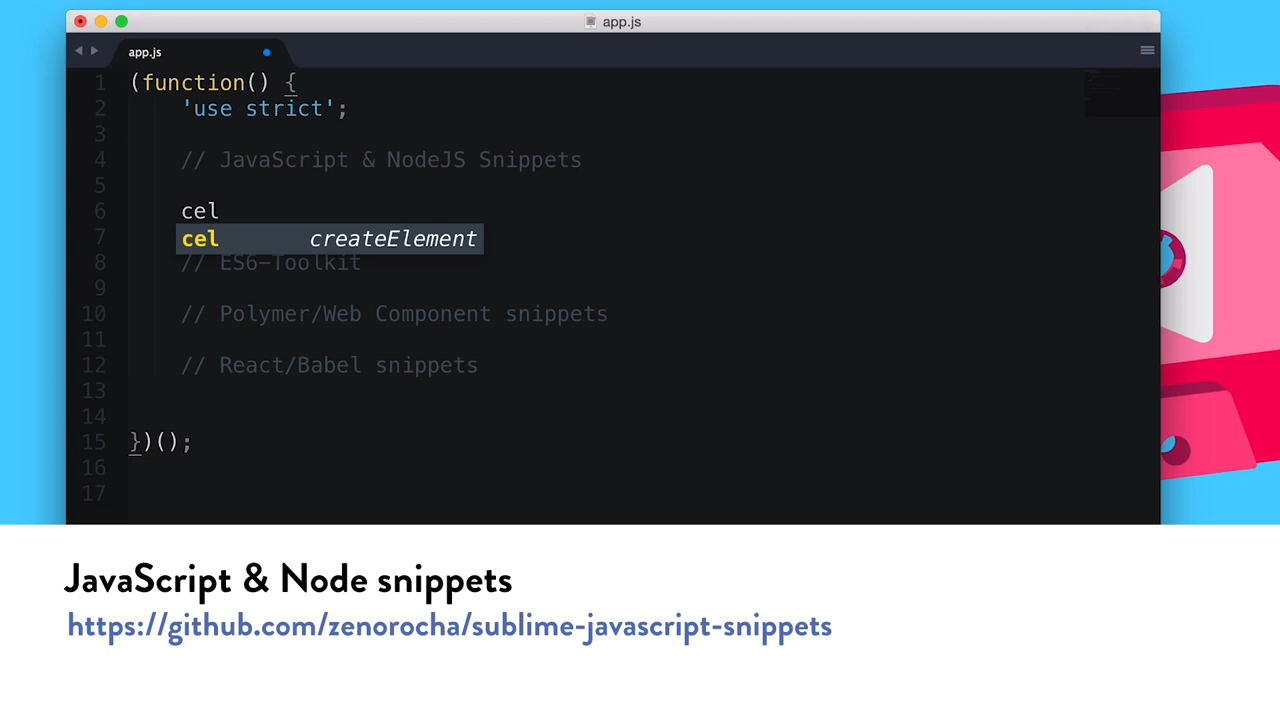 app.js
app.js
1 (function() {
2 'use strict';
3
4 // JavaScript & NodeJS Snippets
5
6 cel
7 cel createElement
8 // ES6-Toolkit
9
10 // Polymer/Web Component snippets
11
12 // React/Babel snippets
13
14
15 })();
16
17
JavaScript & Node snippets
https://github.com/zenorocha/sublime-javascript-snippets